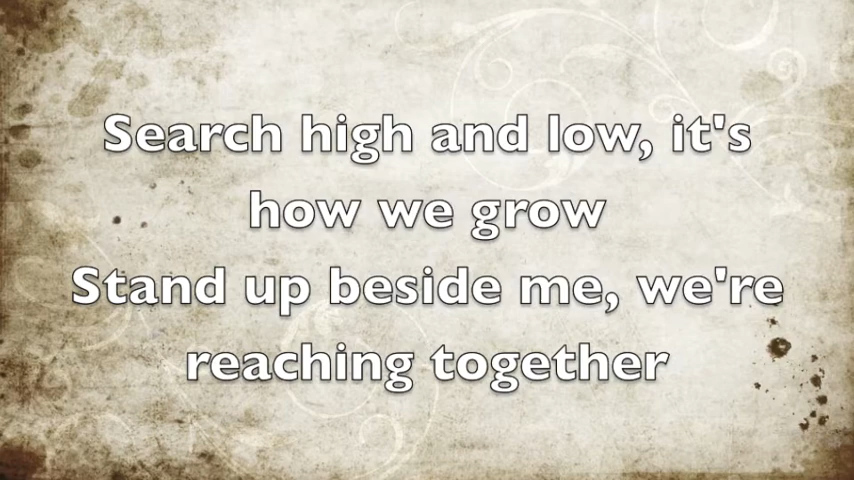 Search high and low, it's
how we grow
Stand up beside me, we're
reaching together